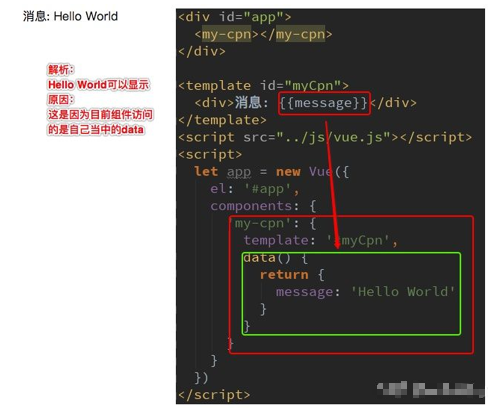 消息: Hello World
解析：
Hello World可以显示
原因：
这是因为目前组件访问
的是自己当中的data
<div id="app">
<my-cpn></my-cpn>
</div>
<template id="myCpn">
<div>消息: {{message}}</div>
</template>
<script src="../js/vue.js"></script>
<script>
let app = new Vue({
el: '#app',
components: {
'my-cpn': {
template: '#myCpn',
data() {
return {
message: 'Hello World'
}
}
}
}
})
</script>